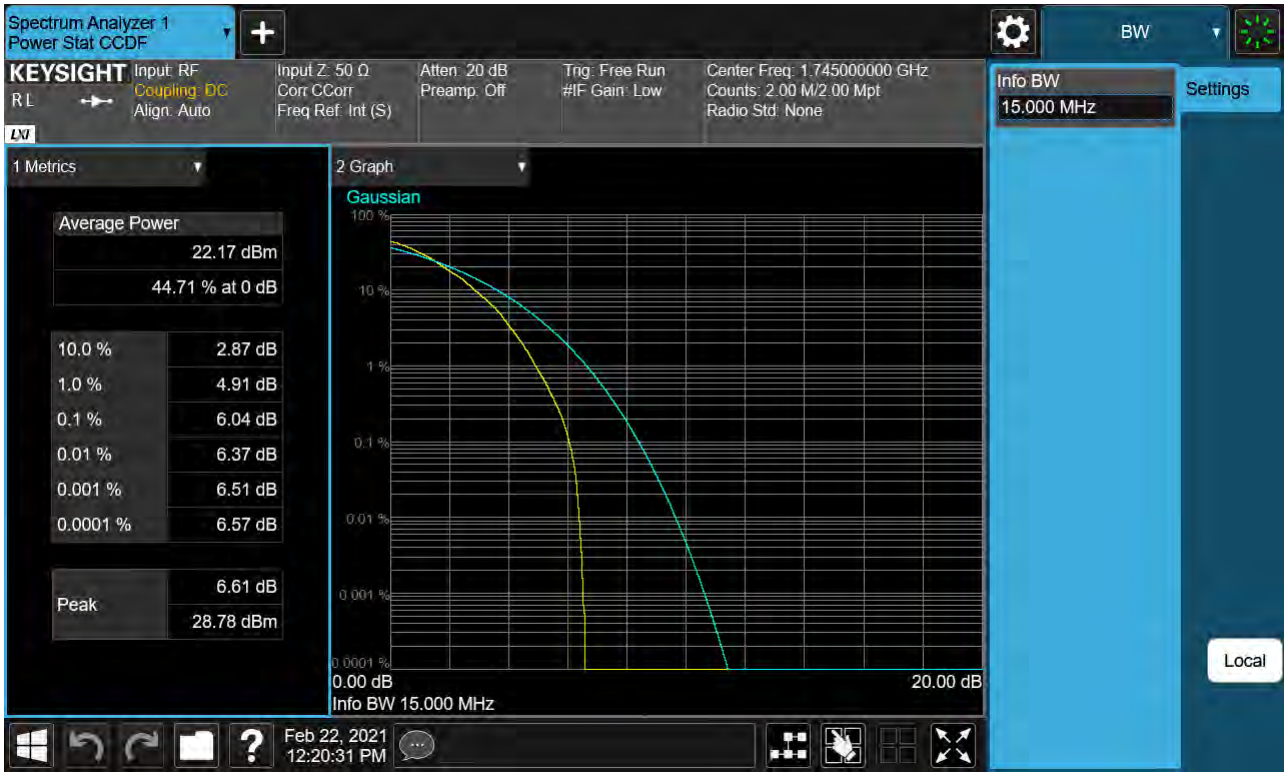 Spectrum Analyzer 1
Power Stat CCDF
+
BW
KEYSIGHT
R L
LXI
Input: RF
Coupling: DC
Align: Auto
Input Z: 50 Ω
Corr CCorr
Freq Ref: Int (S)
Atten: 20 dB
Preamp: Off
Trig: Free Run
#IF Gain: Low
Center Freq: 1.745000000 GHz
Counts: 2.00 M/2.00 Mpt
Radio Std: None
Info BW
15.000 MHz
Settings
1 Metrics
Average Power
22.17 dBm
44.71 % at 0 dB
10.0 % 2.87 dB
1.0 % 4.91 dB
0.1 % 6.04 dB
0.01 % 6.37 dB
0.001 % 6.51 dB
0.0001 % 6.57 dB
Peak
6.61 dB
28.78 dBm
2 Graph
Gaussian
100 %
10 %
1 %
0.1 %
0.01 %
0.001 %
0.0001 %
0.00 dB 20.00 dB
Info BW 15.000 MHz
Local
?
Feb 22, 2021
12:20:31 PM